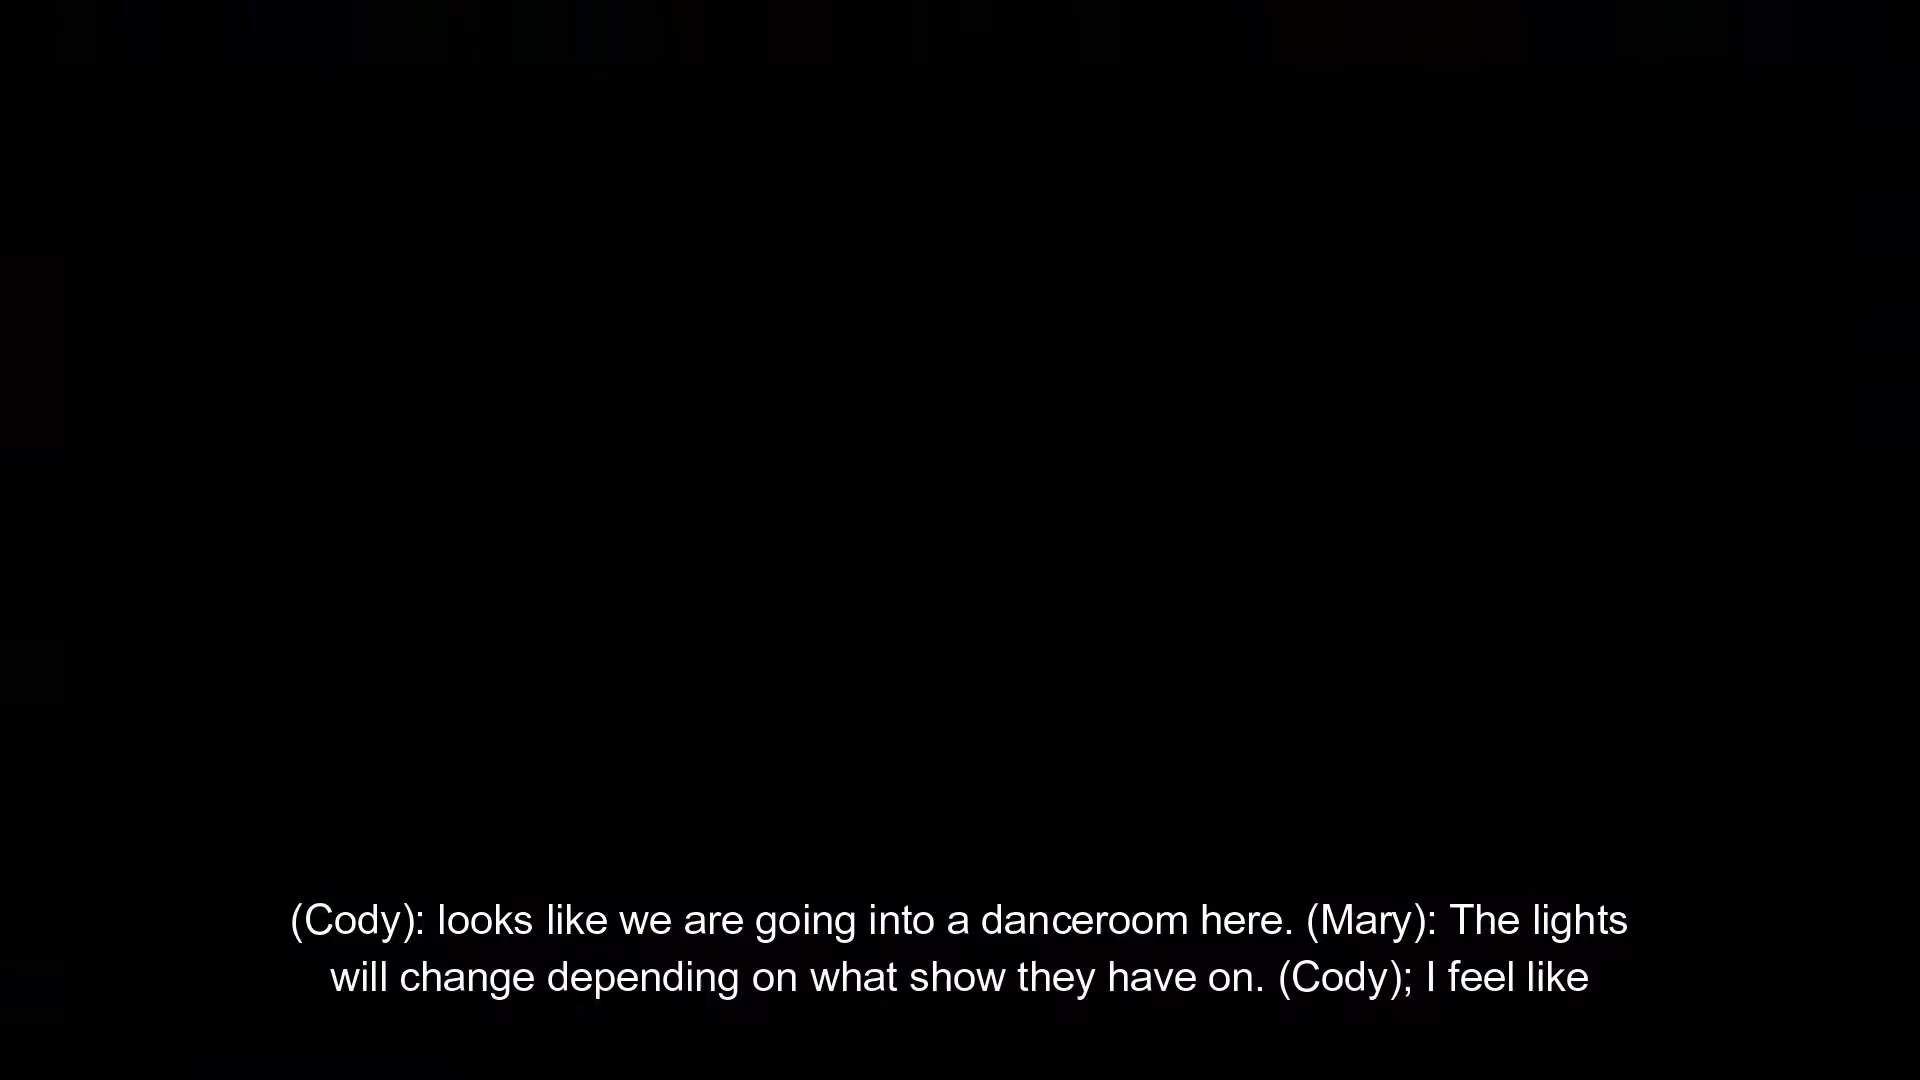 (Cody): looks like we are going into a danceroom here. (Mary): The lights
will change depending on what show they have on. (Cody); I feel like